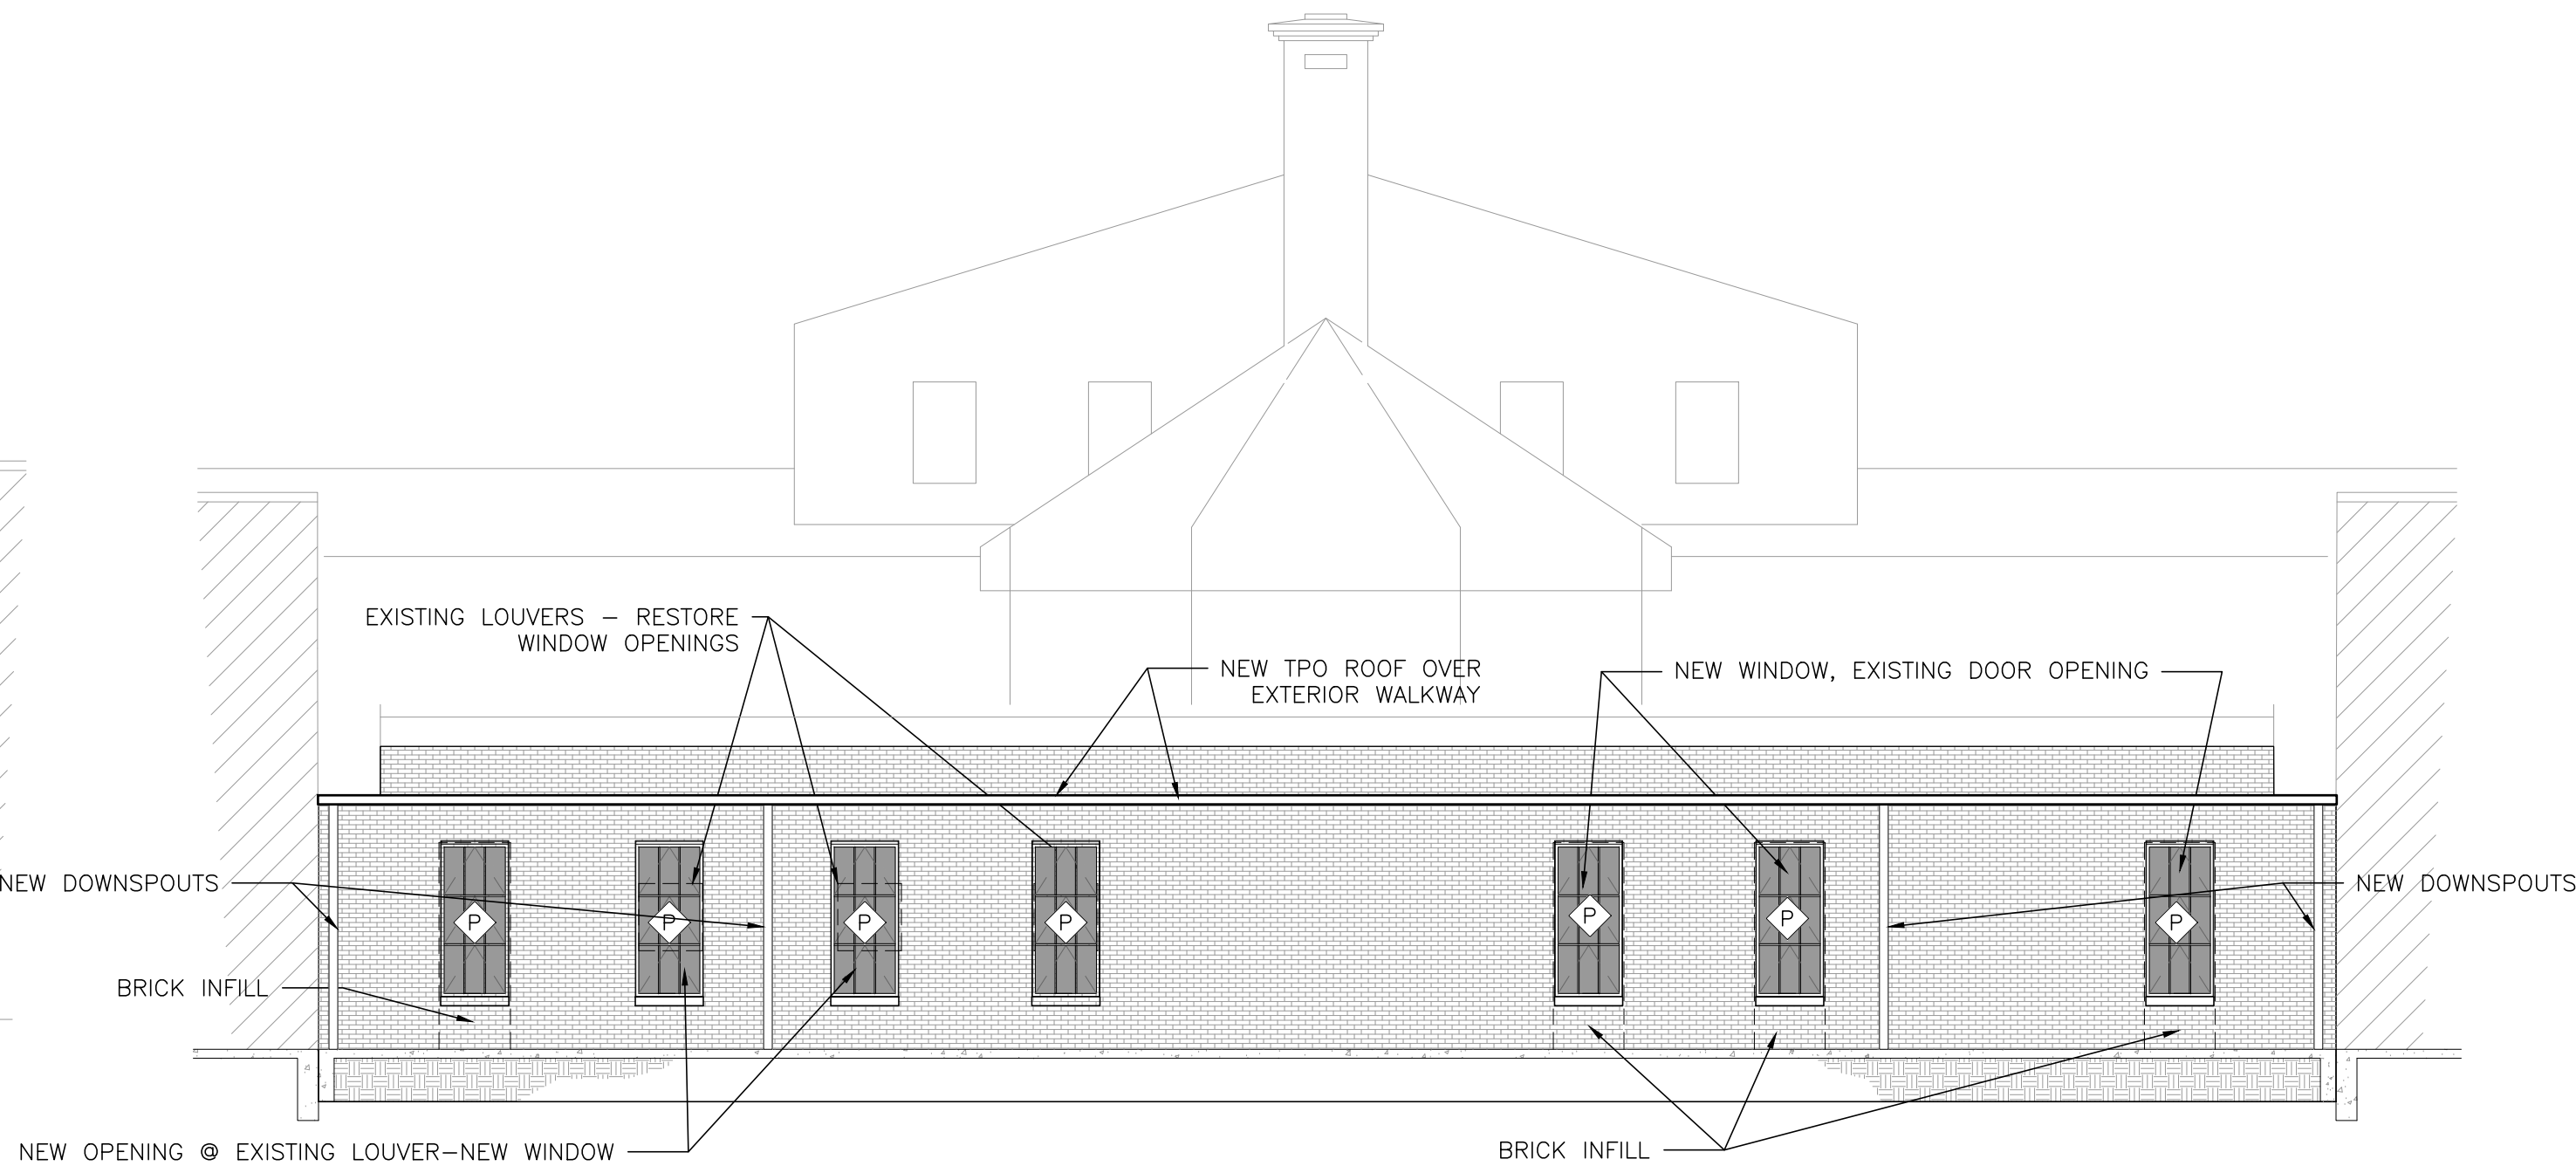 EXISTING LOUVERS – RESTORE
WINDOW OPENINGS
NEW TPO ROOF OVER
EXTERIOR WALKWAY
NEW WINDOW, EXISTING DOOR OPENING
NEW DOWNSPOUTS
NEW DOWNSPOUTS
P
P
P
P
P
P
P
BRICK INFILL
NEW OPENING @ EXISTING LOUVER–NEW WINDOW
BRICK INFILL